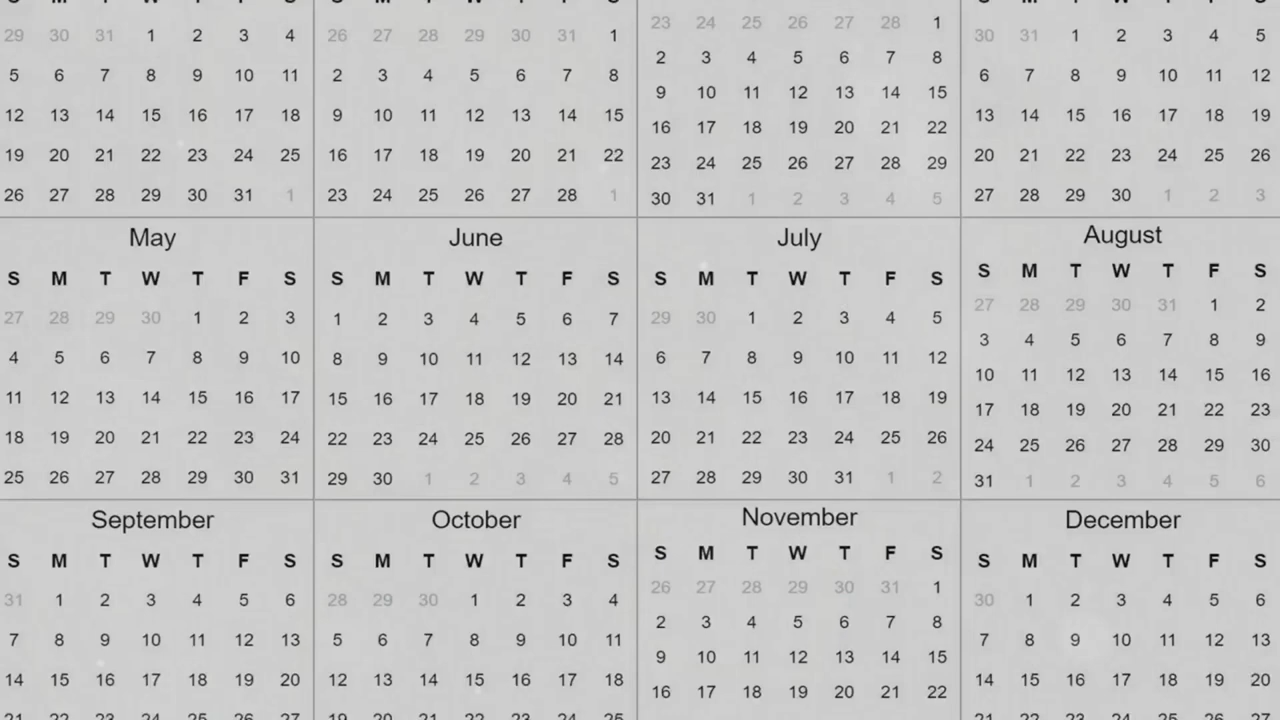 29 30 31 1 2 3 4
5 6 7 8 9 10 11
12 13 14 15 16 17 18
19 20 21 22 23 24 25
26 27 28 29 30 31 1
26 27 28 29 30 31 1
2 3 4 5 6 7 8
9 10 11 12 13 14 15
16 17 18 19 20 21 22
23 24 25 26 27 28 1
23 24 25 26 27 28 1
2 3 4 5 6 7 8
9 10 11 12 13 14 15
16 17 18 19 20 21 22
23 24 25 26 27 28 29
30 31 1 2 3 4 5
30 31 1 2 3 4 5
6 7 8 9 10 11 12
13 14 15 16 17 18 19
20 21 22 23 24 25 26
27 28 29 30 1 2 3
May
S M T W T F S
27 28 29 30 1 2 3
4 5 6 7 8 9 10
11 12 13 14 15 16 17
18 19 20 21 22 23 24
25 26 27 28 29 30 31
June
S M T W T F S
1 2 3 4 5 6 7
8 9 10 11 12 13 14
15 16 17 18 19 20 21
22 23 24 25 26 27 28
29 30 1 2 3 4 5
July
S M T W T F S
29 30 1 2 3 4 5
6 7 8 9 10 11 12
13 14 15 16 17 18 19
20 21 22 23 24 25 26
27 28 29 30 31 1 2
August
S M T W T F S
27 28 29 30 31 1 2
3 4 5 6 7 8 9
10 11 12 13 14 15 16
17 18 19 20 21 22 23
24 25 26 27 28 29 30
31 1 2 3 4 5 6
September
S M T W T F S
31 1 2 3 4 5 6
7 8 9 10 11 12 13
14 15 16 17 18 19 20
October
S M T W T F S
28 29 30 1 2 3 4
5 6 7 8 9 10 11
12 13 14 15 16 17 18
November
S M T W T F S
26 27 28 29 30 31 1
2 3 4 5 6 7 8
9 10 11 12 13 14 15
16 17 18 19 20 21 22
December
S M T W T F S
30 1 2 3 4 5 6
7 8 9 10 11 12 13
14 15 16 17 18 19 20